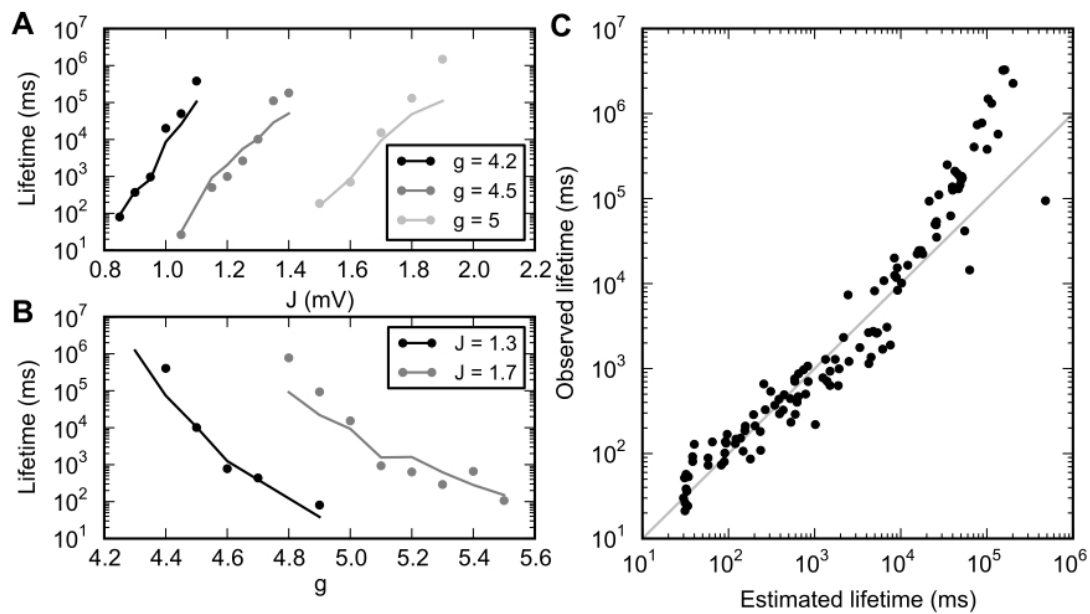 A
Lifetime (ms)
10^7
10^6
10^5
10^4
10^3
10^2
10^1
0.8 1.0 1.2 1.4 1.6 1.8 2.0 2.2
J (mV)
g = 4.2
g = 4.5
g = 5
B
Lifetime (ms)
10^7
10^6
10^5
10^4
10^3
10^2
10^1
4.2 4.4 4.6 4.8 5.0 5.2 5.4 5.6
g
J = 1.3
J = 1.7
C
Observed lifetime (ms)
10^7
10^6
10^5
10^4
10^3
10^2
10^1
10^1 10^2 10^3 10^4 10^5 10^6
Estimated lifetime (ms)